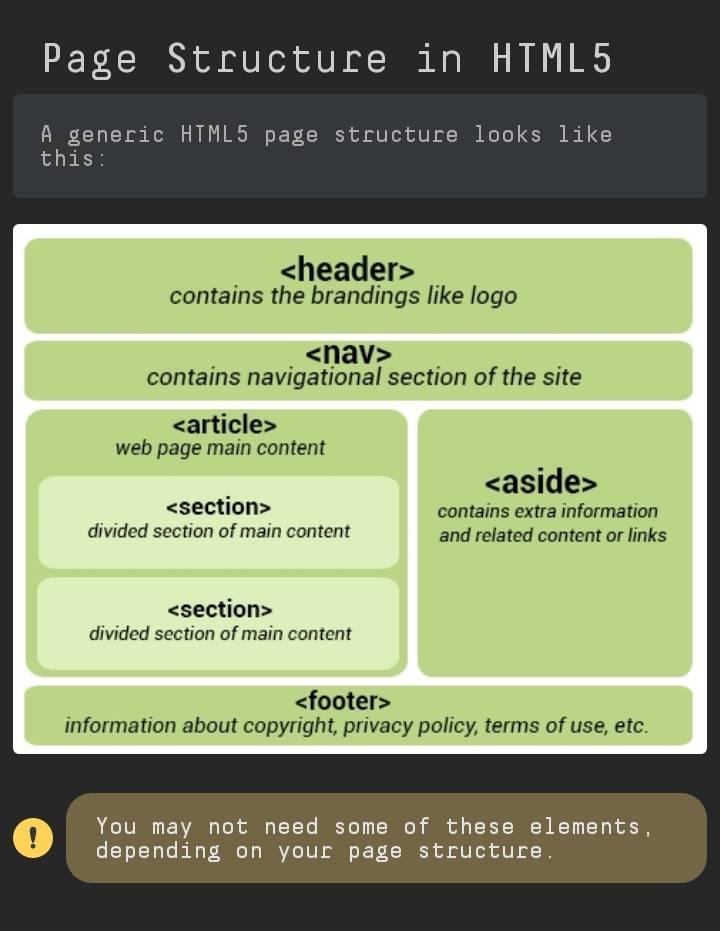 Page Structure in HTML5
A generic HTML5 page structure looks like
this:
<header>
contains the brandings like logo
<nav>
contains navigational section of the site
<article>
web page main content
<section>
divided section of main content
<section>
divided section of main content
<aside>
contains extra information
and related content or links
<footer>
information about copyright, privacy policy, terms of use, etc.
!
You may not need some of these elements,
depending on your page structure.